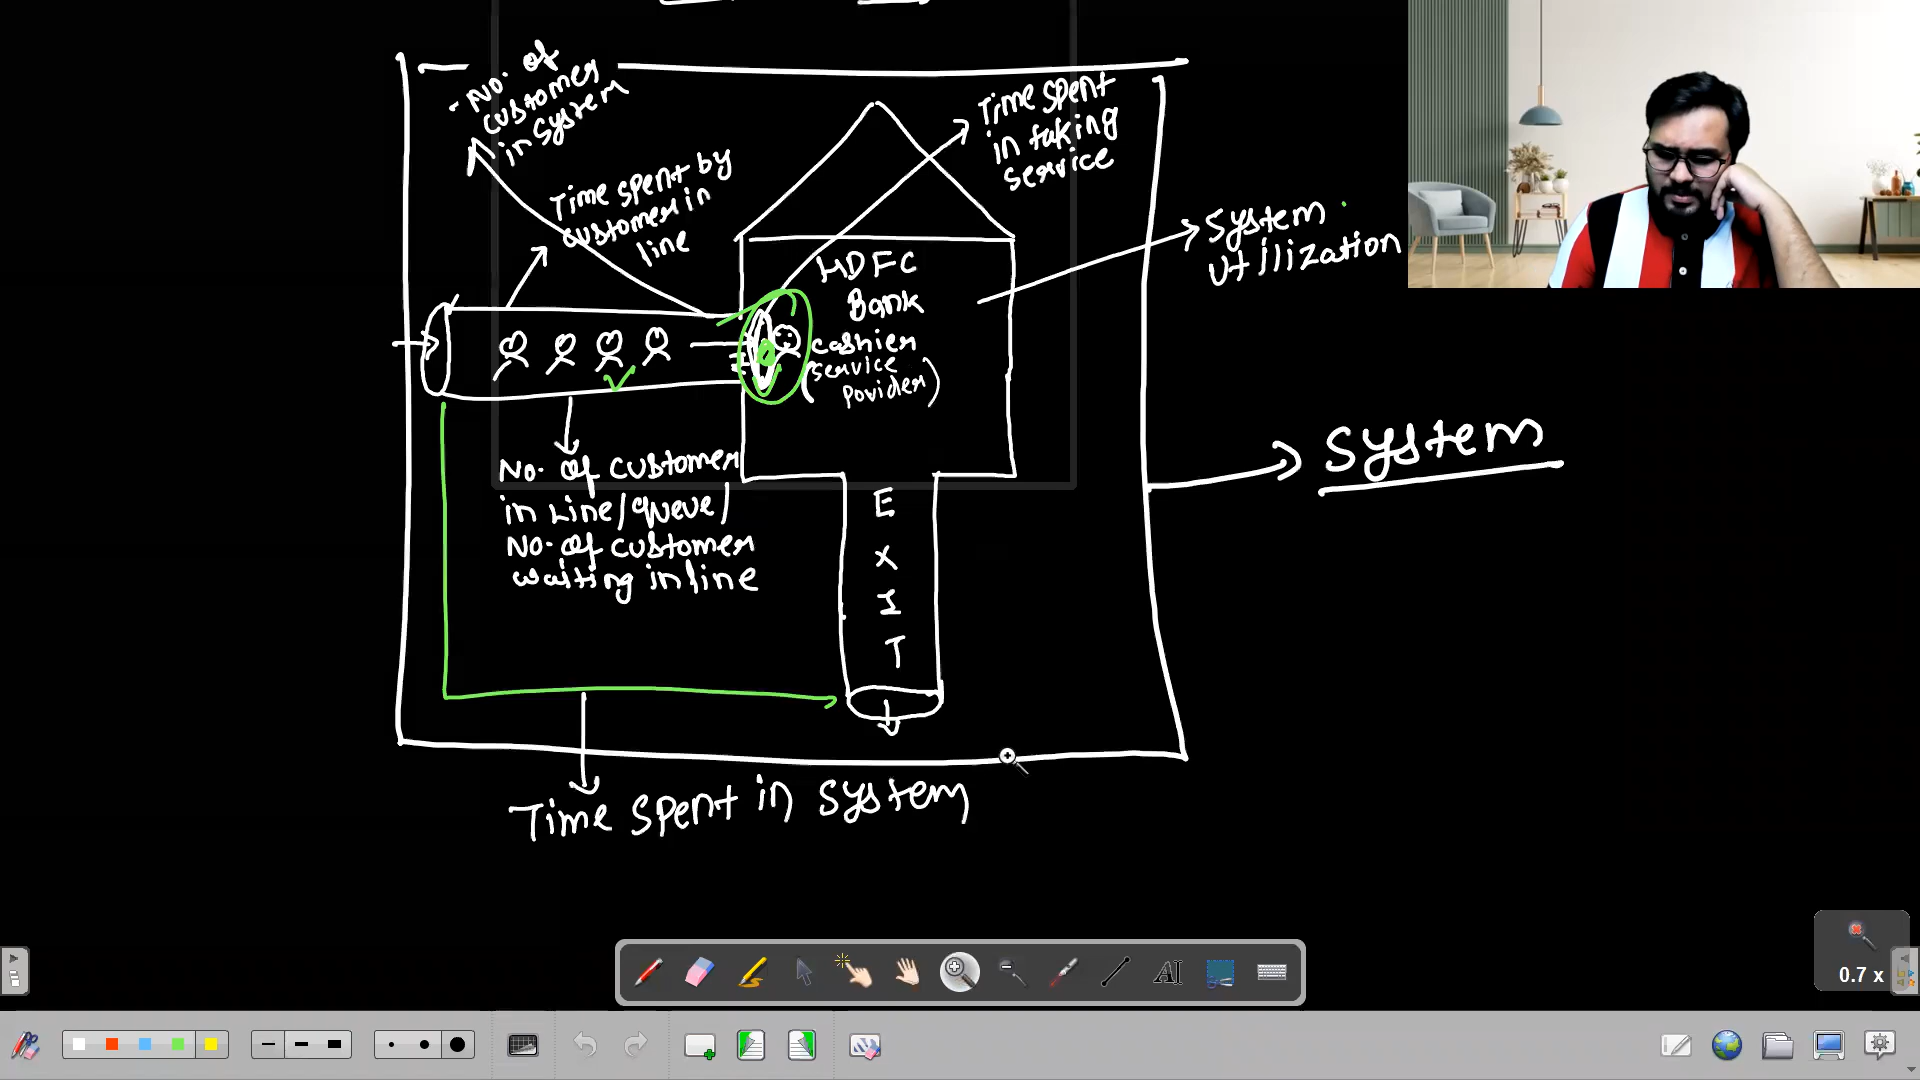 - No. of
customer
in system
Time spent by
customer in
line
Time spent
in taking
service
System
utilization
HDFC
Bank
cashier
(service
povider)
No. of customer
in Line/queue/
No. of customer
waiting in line
E
X
I
T
System
Time spent in system
0.7 x